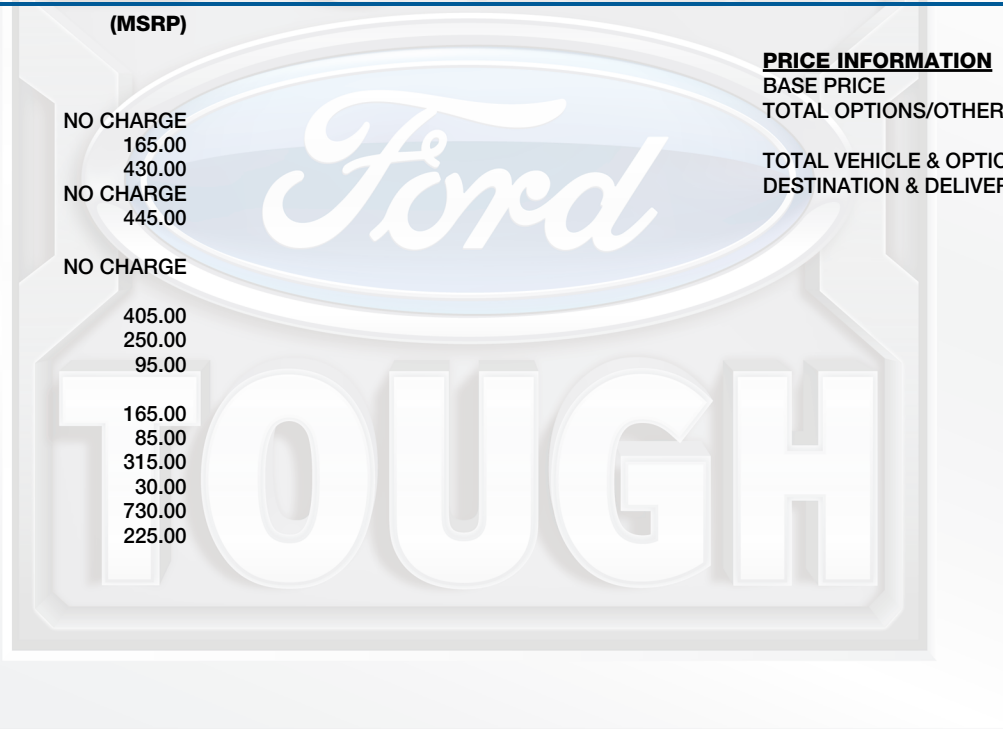 (MSRP)
NO CHARGE
165.00
430.00
NO CHARGE
445.00
NO CHARGE
405.00
250.00
95.00
165.00
85.00
315.00
30.00
730.00
225.00
PRICE INFORMATION
BASE PRICE
TOTAL OPTIONS/OTHER
TOTAL VEHICLE & OPTIO
DESTINATION & DELIVER
Ford
TOUGH